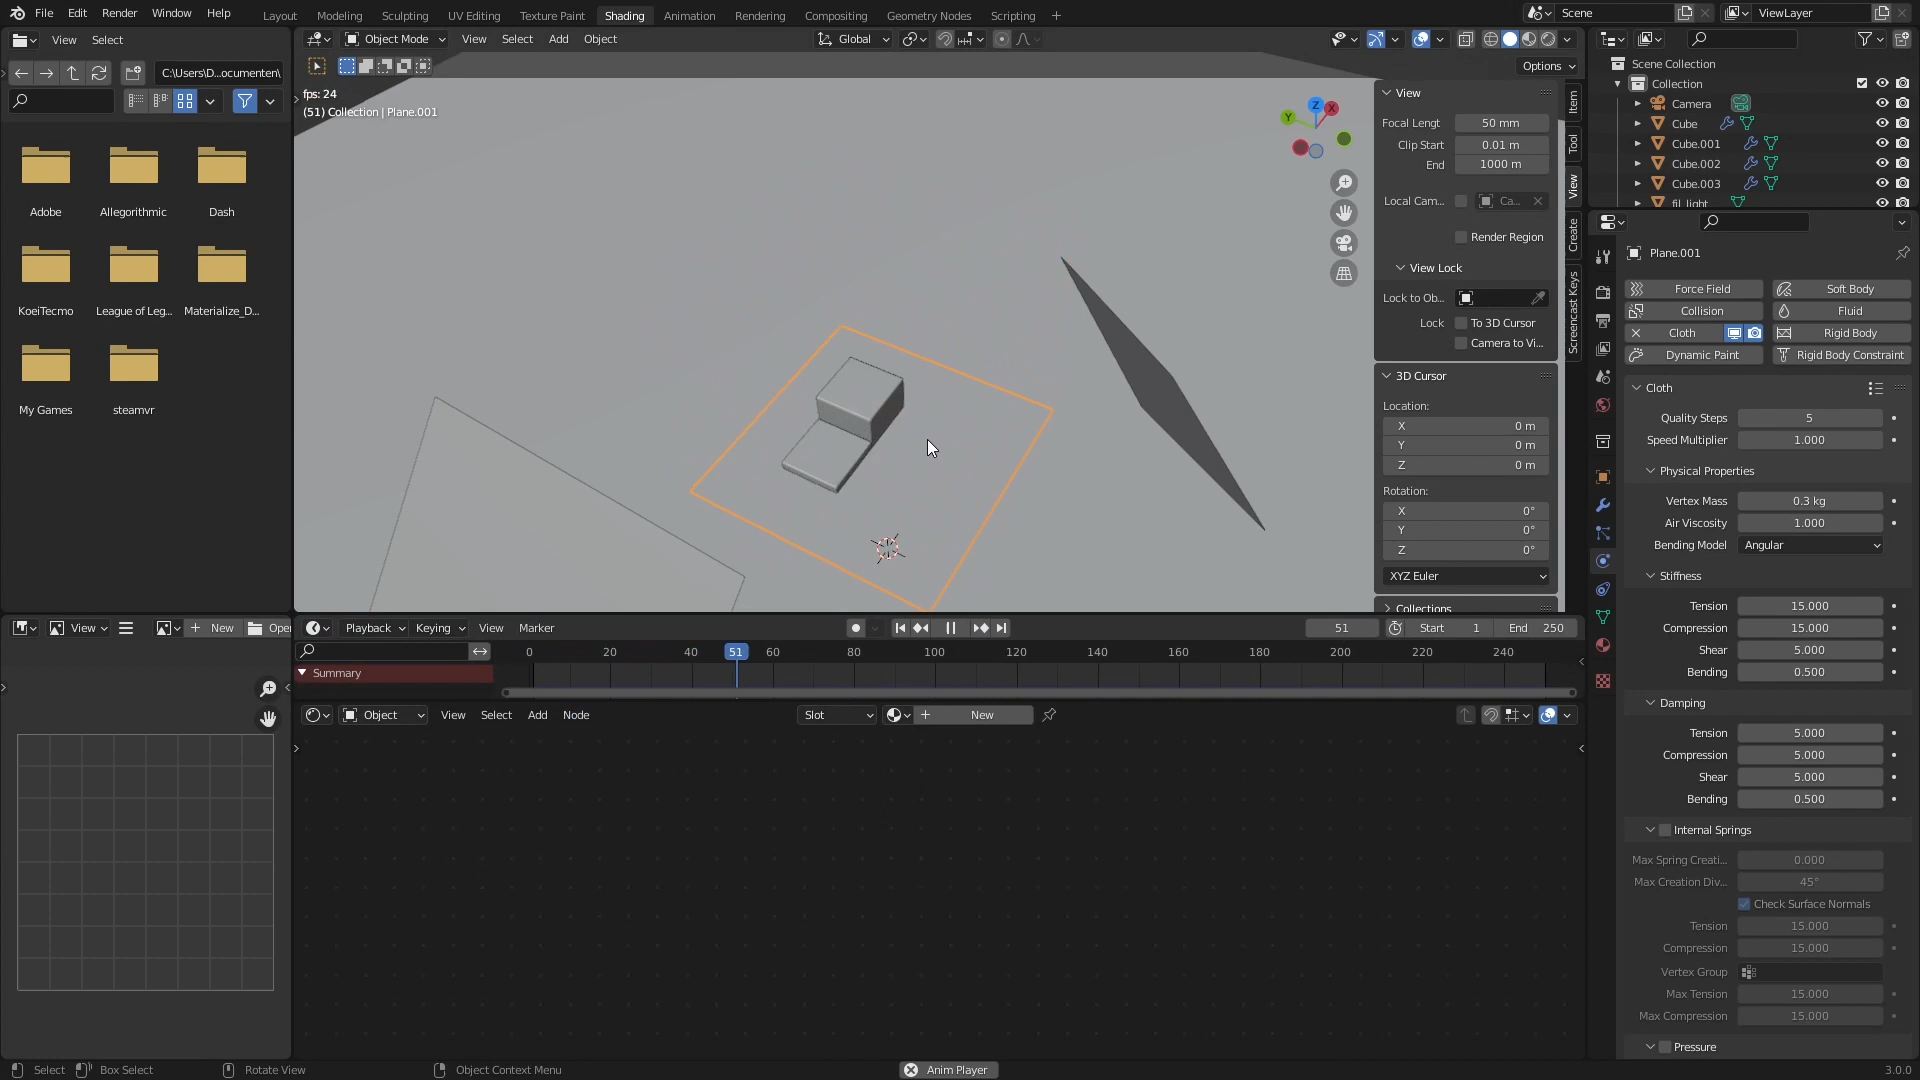 File Edit Render Window Help Layout Modeling Sculpting UV Editing Texture Paint Shading Animation Rendering Compositing Geometry Nodes Scripting + Scene ViewLayer
View Select
C:\Users\D...ocumenten\
Adobe Allegorithmic Dash
KoeiTecmo League of Leg... Materialize_D...
My Games steamvr
Object Mode View Select Add Object Global
Options
fps: 24
(51) Collection | Plane.001
X Y Z
View
Focal Lengt 50 mm
Clip Start 0.01 m
End 1000 m
Local Cam... Ca...
Render Region
View Lock
Lock to Ob...
Lock To 3D Cursor
Camera to Vi...
3D Cursor
Location:
X 0 m
Y 0 m
Z 0 m
Rotation:
X 0°
Y 0°
Z 0°
XYZ Euler
Collections
Item
Tool
View
Create
Screencast Keys
Scene Collection
Collection
Camera
Cube
Cube.001
Cube.002
Cube.003
fill light
Plane.001
Force Field Soft Body
Collision Fluid
Cloth Rigid Body
Dynamic Paint Rigid Body Constraint
Cloth
Quality Steps 5
Speed Multiplier 1.000
Physical Properties
Vertex Mass 0.3 kg
Air Viscosity 1.000
Bending Model Angular
Stiffness
Tension 15.000
Compression 15.000
Shear 5.000
Bending 0.500
Damping
Tension 5.000
Compression 5.000
Shear 5.000
Bending 0.500
Internal Springs
Max Spring Creati... 0.000
Max Creation Div... 45°
Check Surface Normals
Tension 15.000
Compression 15.000
Vertex Group
Max Tension 15.000
Max Compression 15.000
Pressure
View + New Open
Playback Keying View Marker 51 Start 1 End 250
0 20 40 51 60 80 100 120 140 160 180 200 220 240
Summary
Object View Select Add Node Slot + New
Select Box Select Rotate View Object Context Menu Anim Player 3.0.0